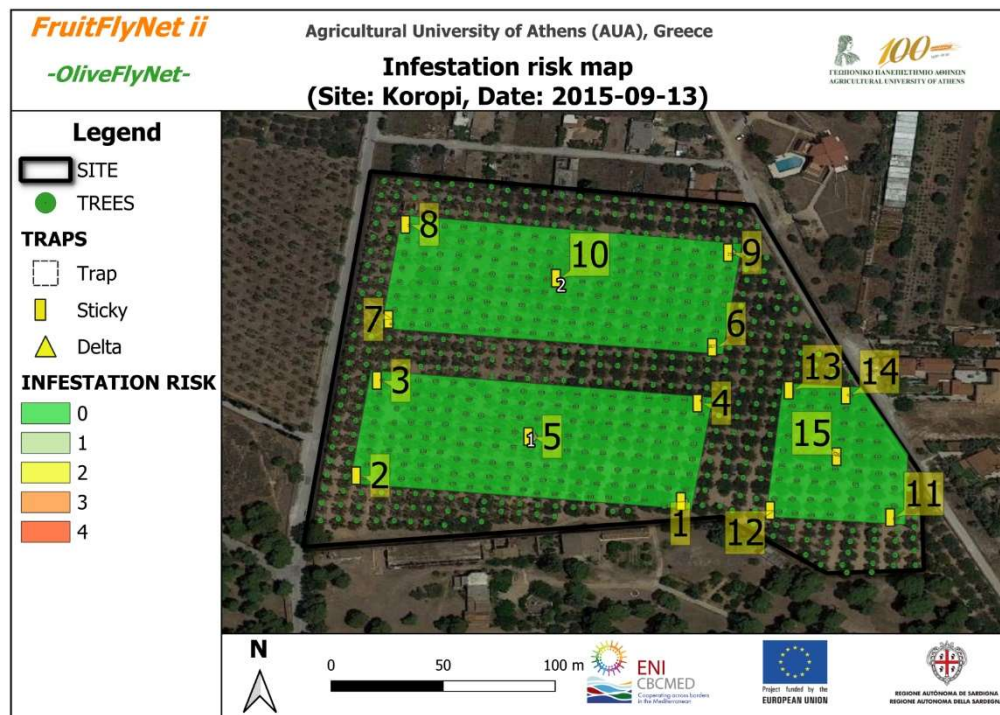 FruitFlyNet ii
-OliveFlyNet-
Agricultural University of Athens (AUA), Greece
Infestation risk map
(Site: Koropi, Date: 2015-09-13)
100
ΓΕΩΠΟΝΙΚΟ ΠΑΝΕΠΙΣΤΗΜΙΟ ΑΘΗΝΩΝ
AGRICULTURAL UNIVERSITY OF ATHENS
Legend
SITE
TREES
TRAPS
Trap
Sticky
Delta
INFESTATION RISK
0
1
2
3
4
8
10
2
9
7
6
3
4
13
14
5
1
15
2
1
12
11
N
0 50 100 m
ENI
CBCMED
Cooperating across borders
in the Mediterranean
Project funded by the
EUROPEAN UNION
REGIONE AUTÒNOMA DE SARDIGNA
REGIONE AUTONOMA DELLA SARDEGNA